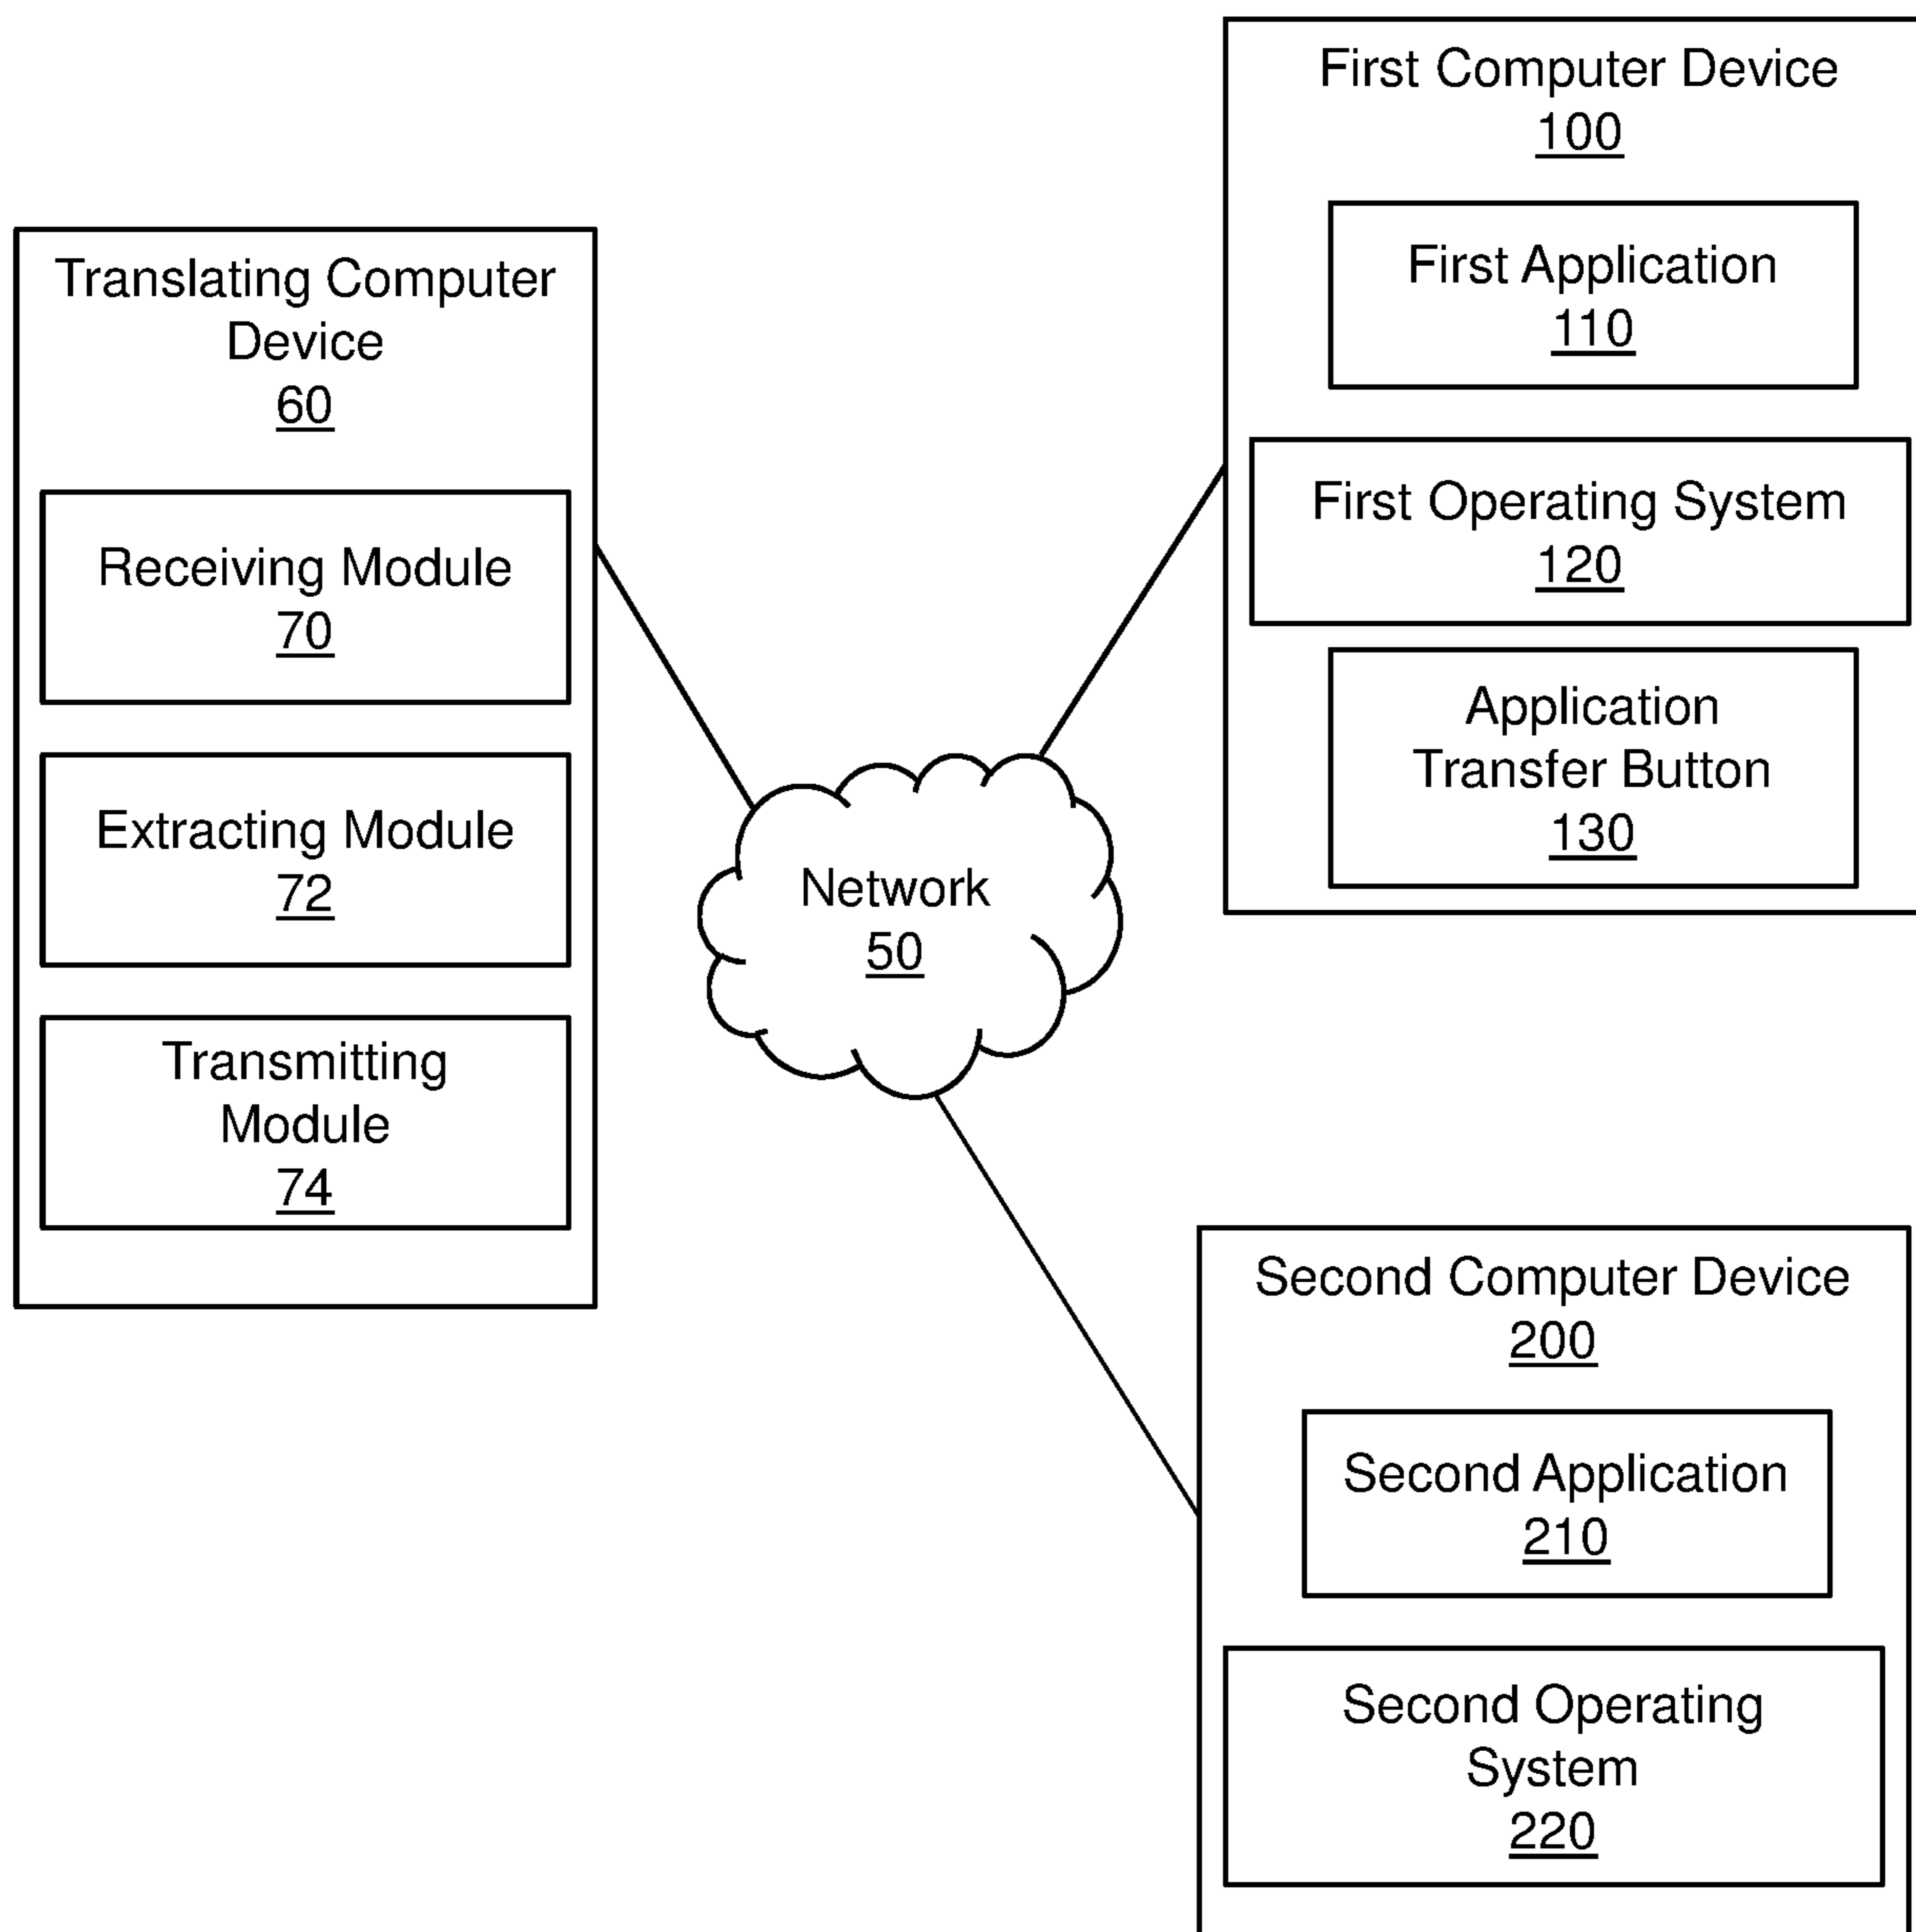 Translating Computer
Device
60
Receiving Module
70
Extracting Module
72
Transmitting
Module
74
Network
50
First Computer Device
100
First Application
110
First Operating System
120
Application
Transfer Button
130
Second Computer Device
200
Second Application
210
Second Operating
System
220